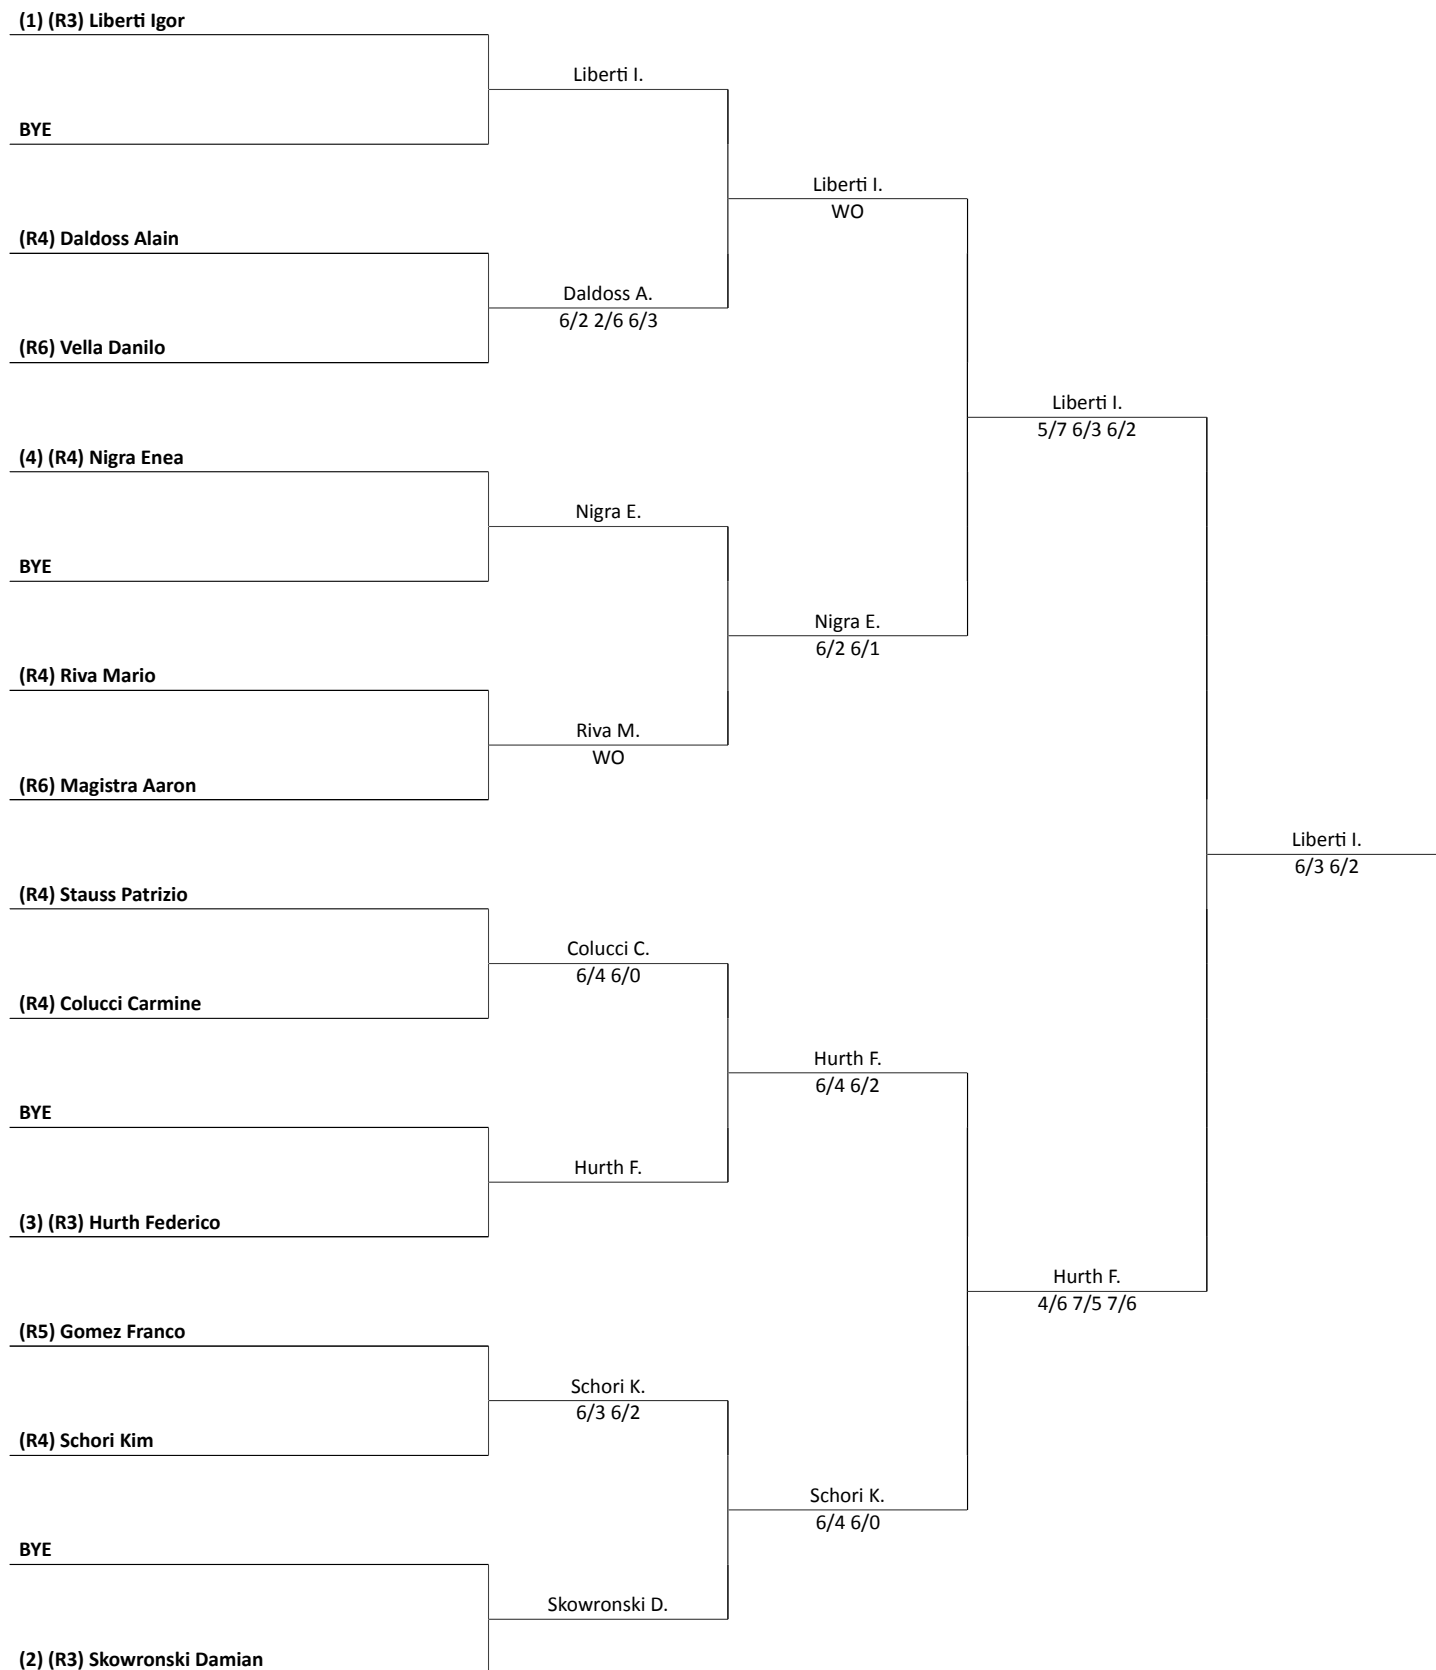 (1) (R3) Liberti Igor
Liberti I.
BYE
Liberti I.
WO
(R4) Daldoss Alain
Daldoss A.
6/2 2/6 6/3
(R6) Vella Danilo
Liberti I.
5/7 6/3 6/2
(4) (R4) Nigra Enea
Nigra E.
BYE
Nigra E.
6/2 6/1
(R4) Riva Mario
Riva M.
WO
(R6) Magistra Aaron
Liberti I.
6/3 6/2
(R4) Stauss Patrizio
Colucci C.
6/4 6/0
(R4) Colucci Carmine
Hurth F.
6/4 6/2
BYE
Hurth F.
(3) (R3) Hurth Federico
Hurth F.
4/6 7/5 7/6
(R5) Gomez Franco
Schori K.
6/3 6/2
(R4) Schori Kim
Schori K.
6/4 6/0
BYE
Skowronski D.
(2) (R3) Skowronski Damian